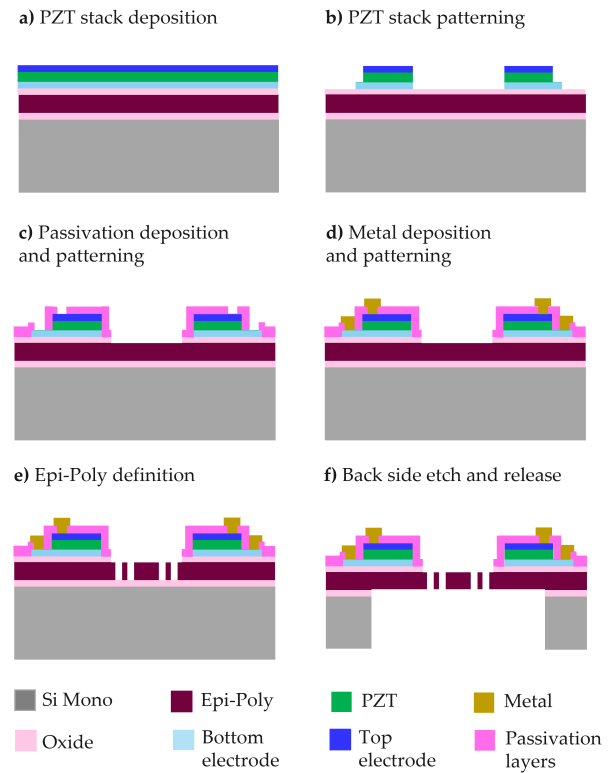 a) PZT stack deposition
b) PZT stack patterning
c) Passivation deposition
and patterning
d) Metal deposition
and patterning
e) Epi-Poly definition
f) Back side etch and release
Si Mono
Epi-Poly
PZT
Metal
Oxide
Bottom
electrode
Top
electrode
Passivation
layers